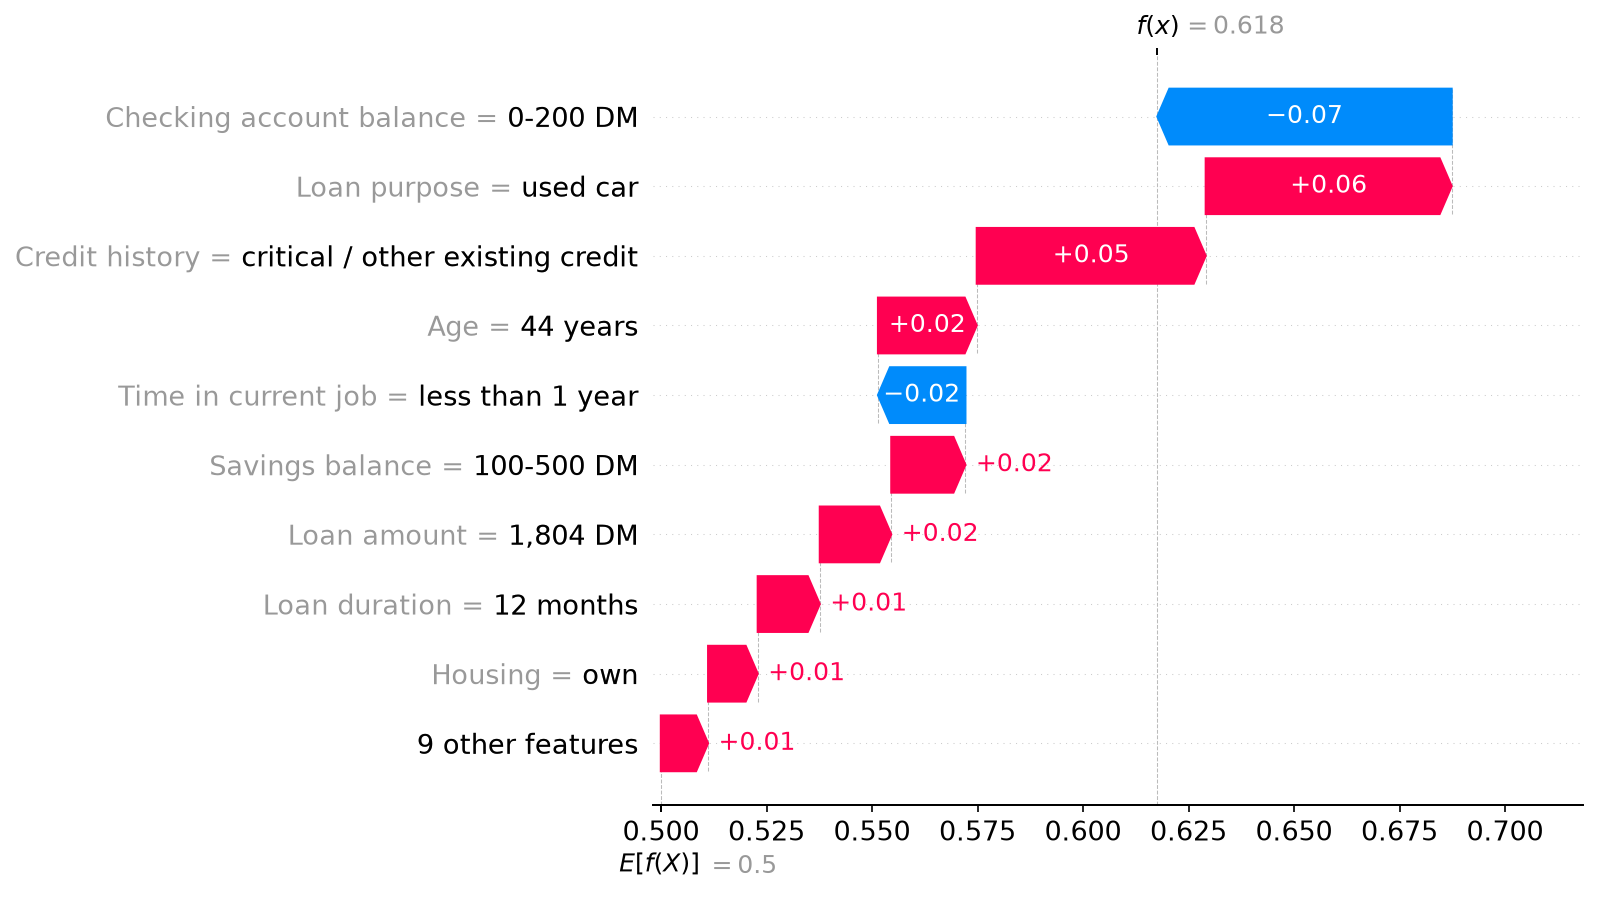 f(x) = 0.618
Checking account balance = 0-200 DM −0.07
Loan purpose = used car +0.06
Credit history = critical / other existing credit +0.05
Age = 44 years +0.02
Time in current job = less than 1 year −0.02
Savings balance = 100-500 DM +0.02
Loan amount = 1,804 DM +0.02
Loan duration = 12 months +0.01
Housing = own +0.01
9 other features +0.01
0.500 0.525 0.550 0.575 0.600 0.625 0.650 0.675 0.700
E[f(X)] = 0.5